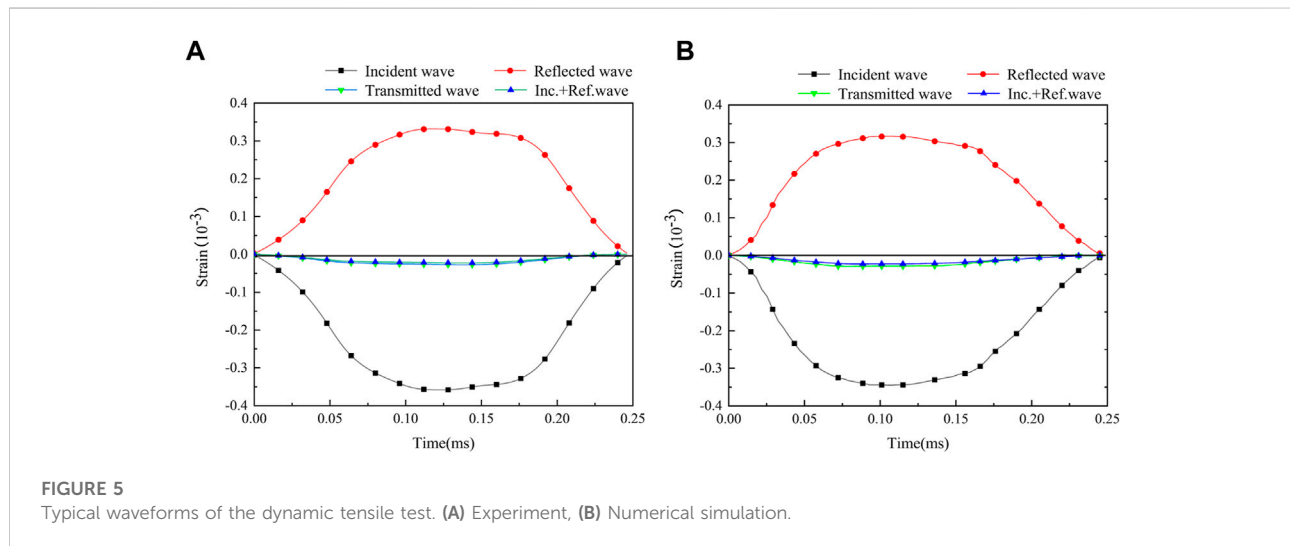 A
Incident wave
Reflected wave
Transmitted wave
Inc.+Ref.wave
0.4
0.3
0.2
0.1
0.0
-0.1
-0.2
-0.3
-0.4
Strain (10⁻³)
0.00 0.05 0.10 0.15 0.20 0.25
Time(ms)
B
Incident wave
Reflected wave
Transmitted wave
Inc.+Ref.wave
0.4
0.3
0.2
0.1
0.0
-0.1
-0.2
-0.3
-0.4
Strain (10⁻³)
0.00 0.05 0.10 0.15 0.20 0.25
Time(ms)
FIGURE 5
Typical waveforms of the dynamic tensile test. (A) Experiment, (B) Numerical simulation.